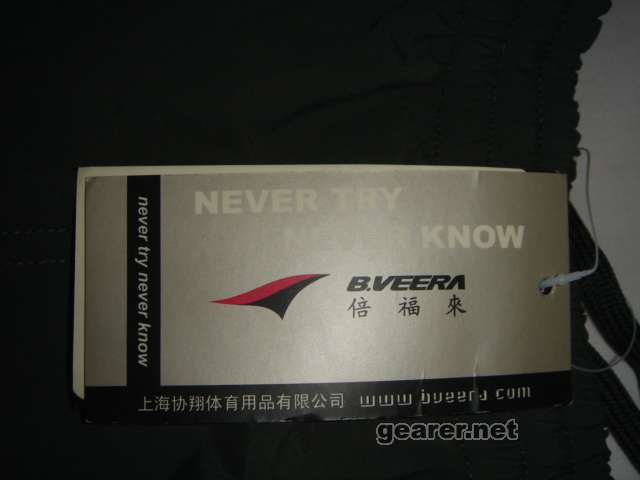 NEVER TRY
NEVER KNOW
never try never know
B.VEERA
倍福來
上海协翔体育用品有限公司 www.bveera.com
gearer.net